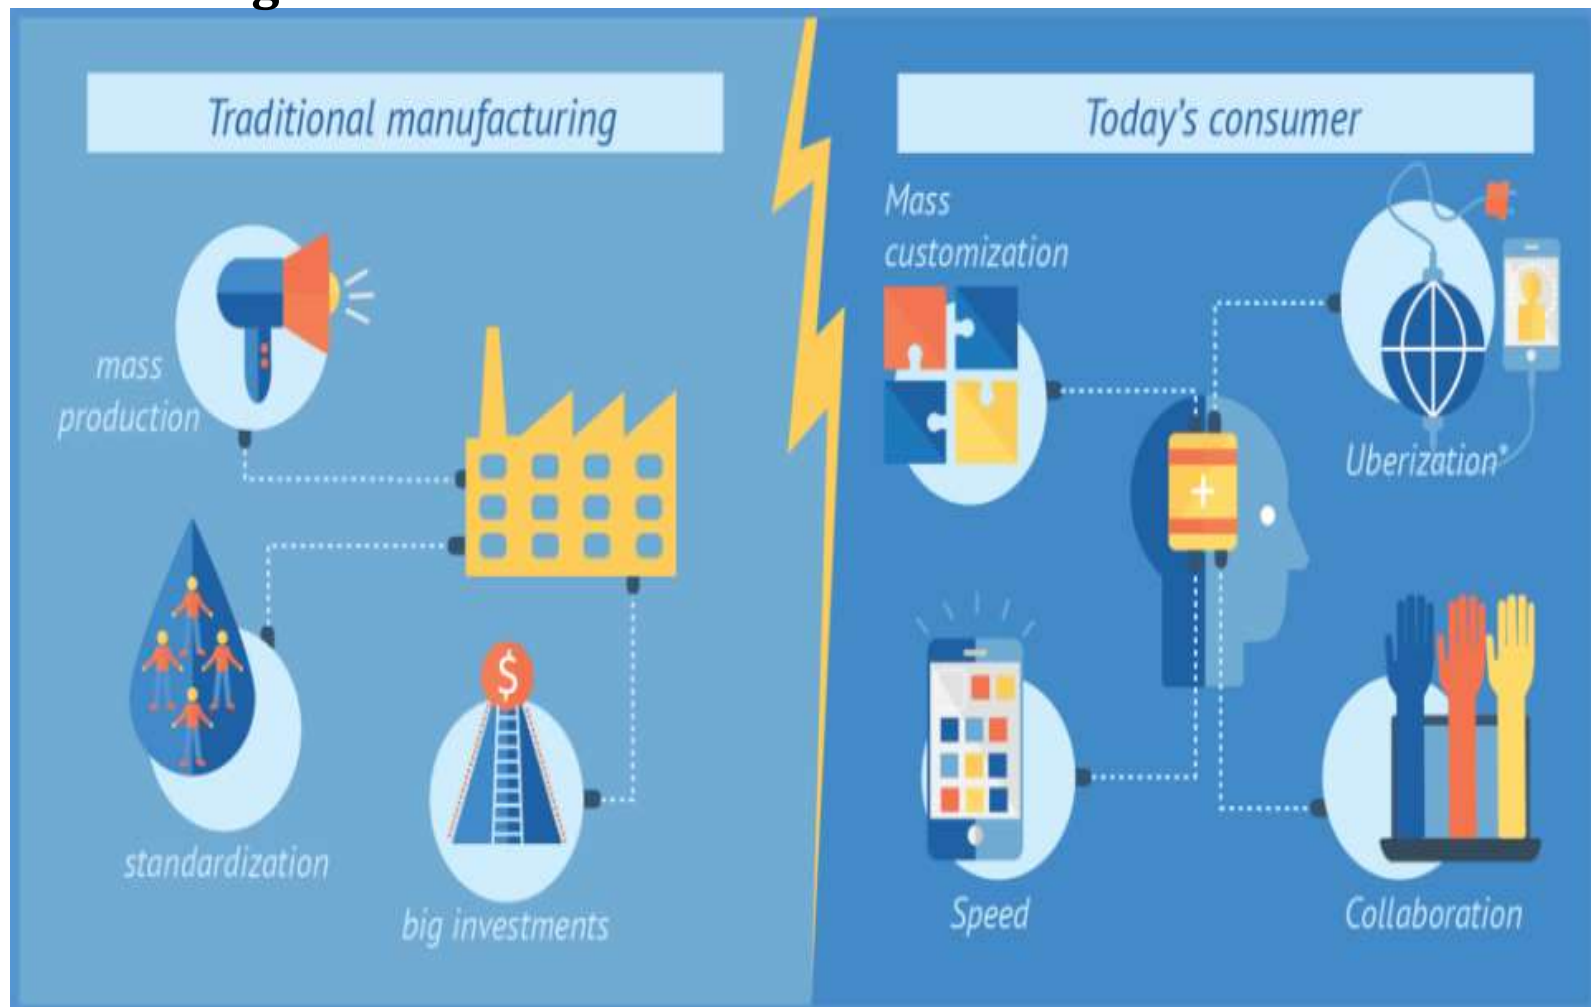 Traditional manufacturing
mass
production
standardization
$
big investments
Today's consumer
Mass
customization
Uberization*
+
Speed
Collaboration